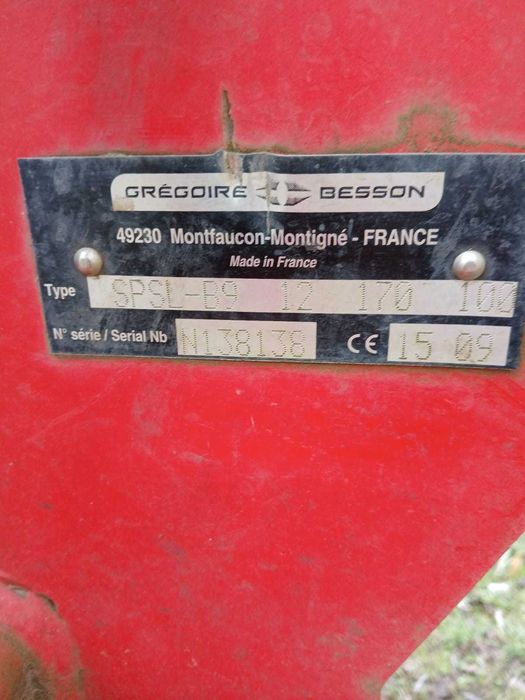 GRÉGOIRE BESSON
49230 Montfaucon-Montigné - FRANCE
Made in France
Type SPSL-B9 12 170 100
N° série / Serial Nb N138138 CE 15 09